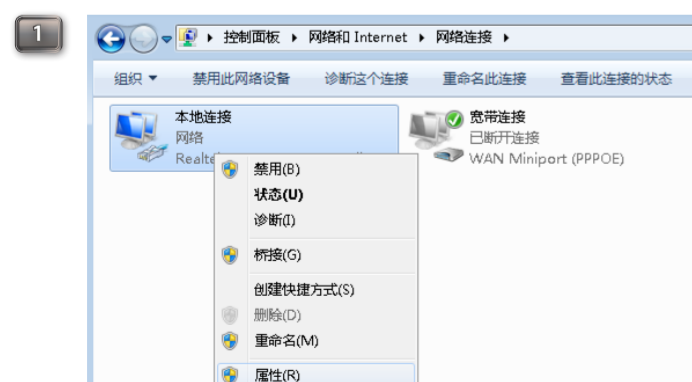 1
控制面板 网络和 Internet 网络连接
组织 禁用此网络设备 诊断这个连接 重命名此连接 查看此连接的状态
本地连接
网络
宽带连接
已断开连接
WAN Miniport (PPPOE)
禁用(B)
状态(U)
诊断(I)
桥接(G)
创建快捷方式(S)
删除(D)
重命名(M)
属性(R)